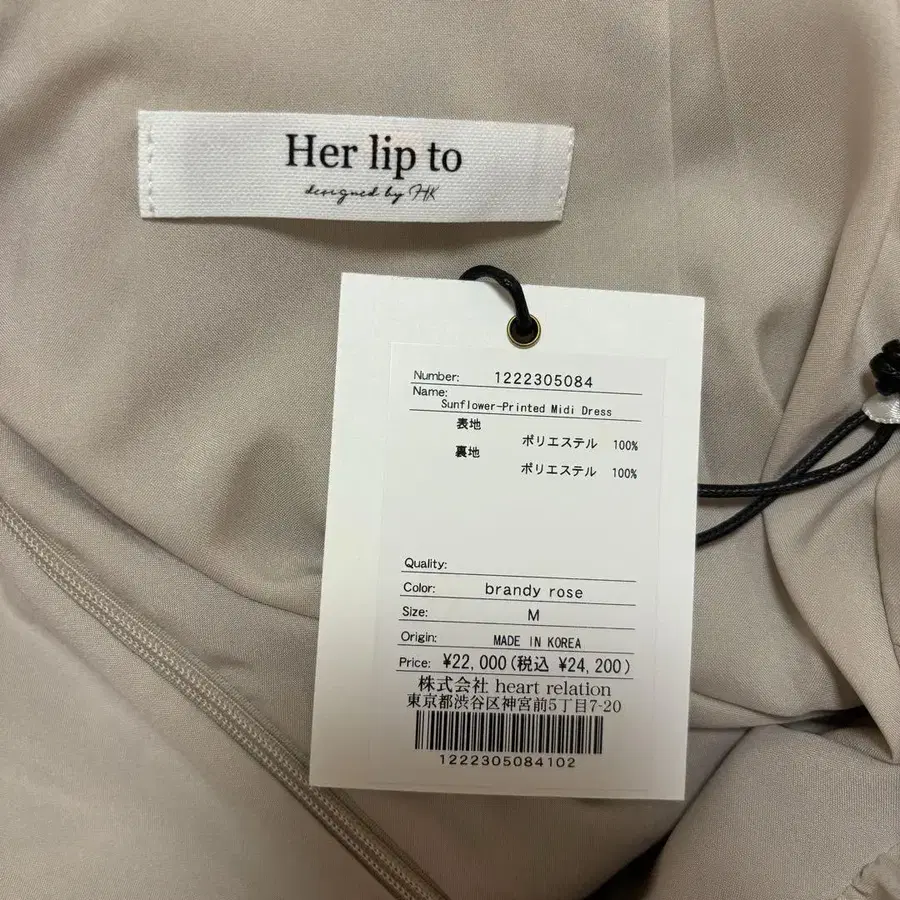 Her lip to
designed by HK
Number: 1222305084
Name:
Sunflower-Printed Midi Dress
表地
ポリエステル 100%
裏地
ポリエステル 100%
Quality:
Color: brandy rose
Size: M
Origin: MADE IN KOREA
Price: ¥22,000(税込 ¥24,200)
株式会社 heart relation
東京都渋谷区神宮前5丁目7-20
1222305084102